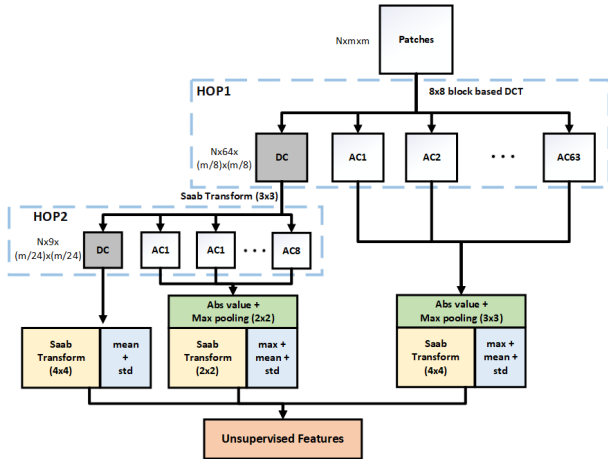 Nxmxm
Patches
HOP1
8x8 block based DCT
Nx64x
(m/8)x(m/8)
DC
AC1
AC2
• • •
AC63
Saab Transform (3x3)
HOP2
Nx9x
(m/24)x(m/24)
DC
AC1
AC1
• • •
AC8
Abs value +
Max pooling (2x2)
Abs value +
Max pooling (3x3)
Saab
Transform
(4x4)
mean
+
std
Saab
Transform
(2x2)
max +
mean +
std
Saab
Transform
(4x4)
max +
mean +
std
Unsupervised Features